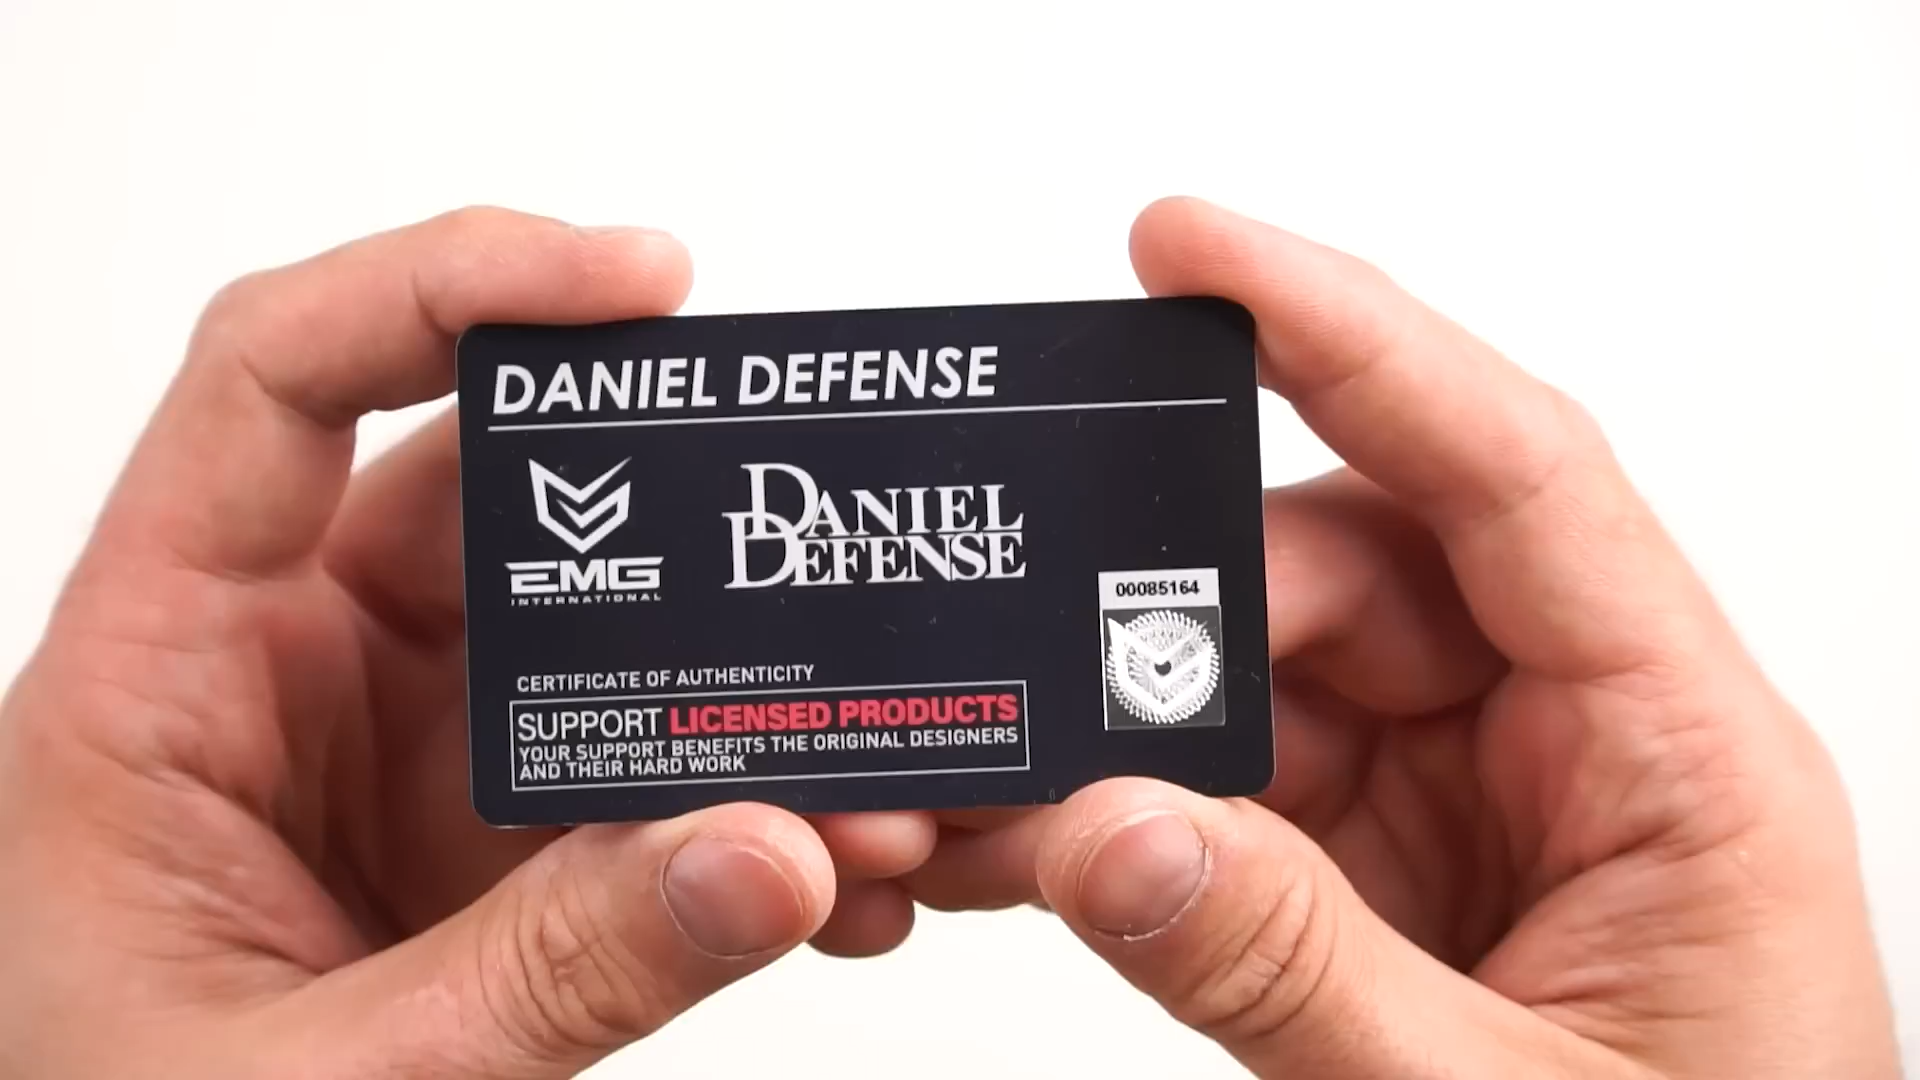 DANIEL DEFENSE
EMG
INTERNATIONAL
DANIEL
DEFENSE
00085164
CERTIFICATE OF AUTHENTICITY
SUPPORT LICENSED PRODUCTS
YOUR SUPPORT BENEFITS THE ORIGINAL DESIGNERS
AND THEIR HARD WORK